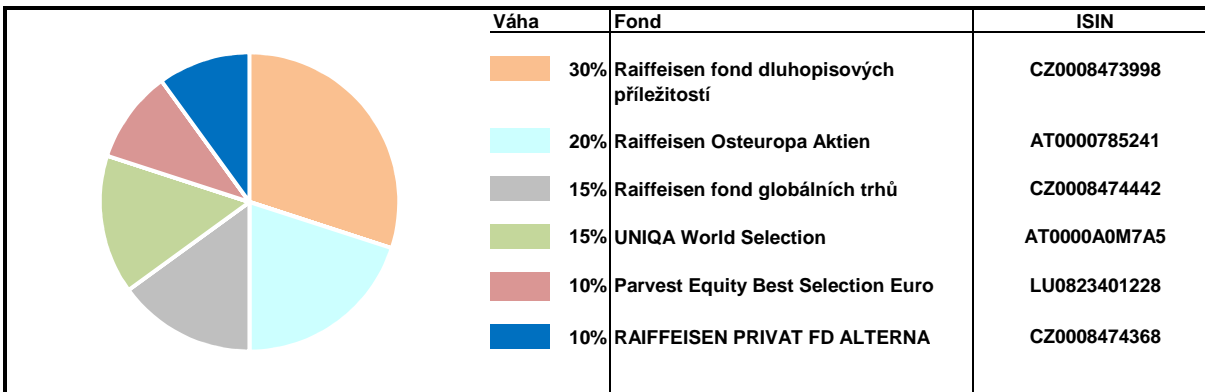 Váha Fond ISIN
30% Raiffeisen fond dluhopisových CZ0008473998
příležitostí
20% Raiffeisen Osteuropa Aktien AT0000785241
15% Raiffeisen fond globálních trhů CZ0008474442
15% UNIQA World Selection AT0000A0M7A5
10% Parvest Equity Best Selection Euro LU0823401228
10% RAIFFEISEN PRIVAT FD ALTERNA CZ0008474368